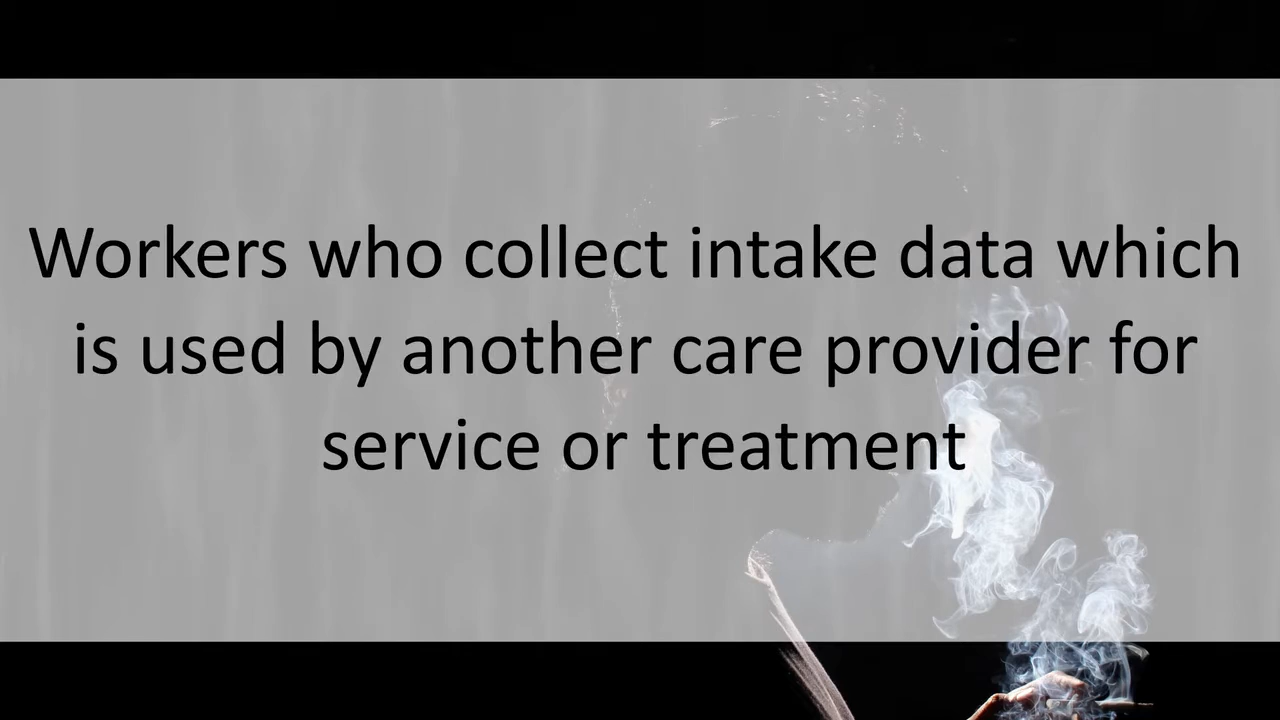 Workers who collect intake data which
is used by another care provider for
service or treatment